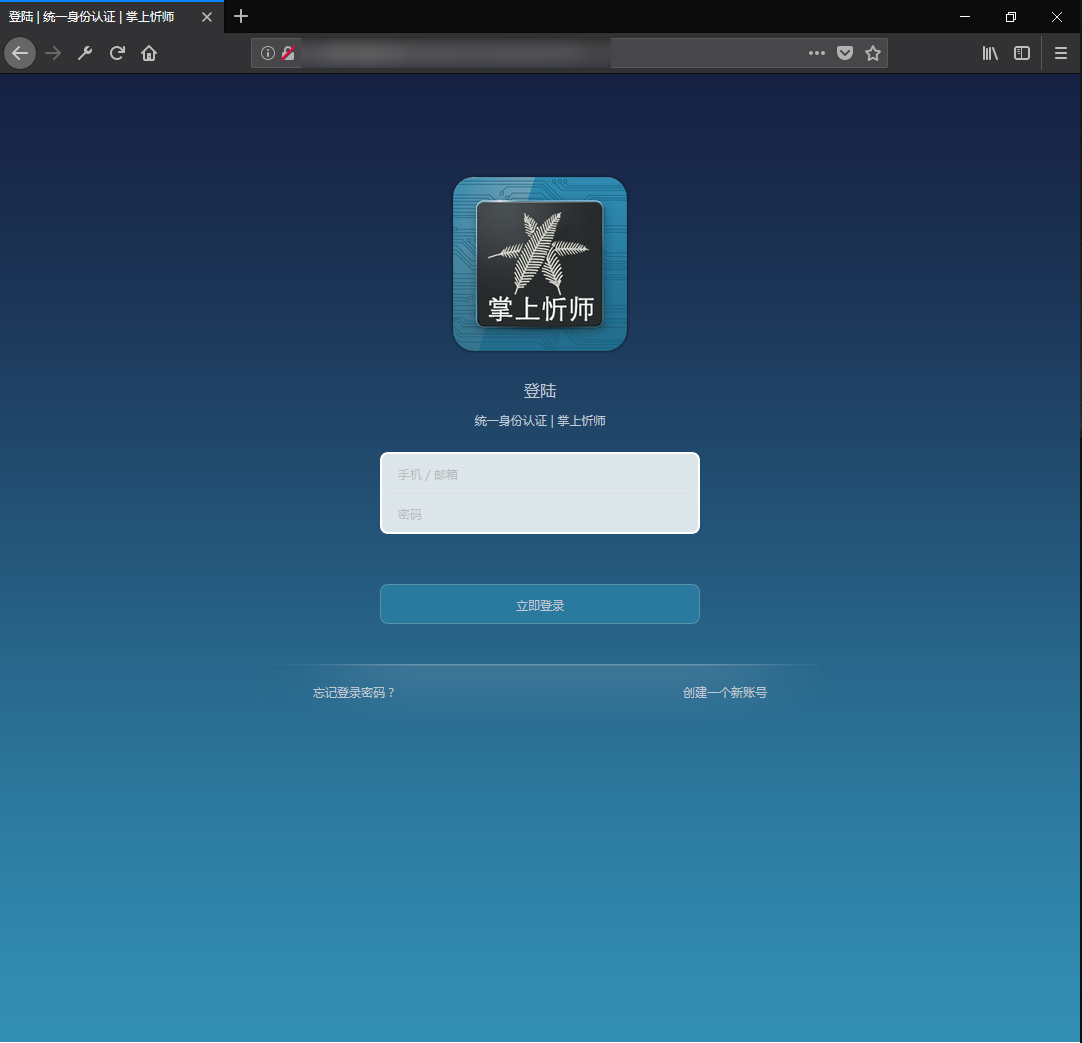 登陆 | 统一身份认证 | 掌上忻师
掌上忻师
登陆
统一身份认证 | 掌上忻师
手机 / 邮箱
密码
立即登录
忘记登录密码？
创建一个新账号